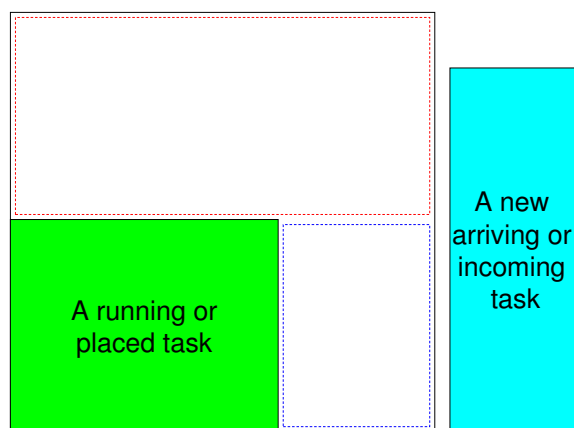 A new
arriving or
incoming
task
A running or
placed task